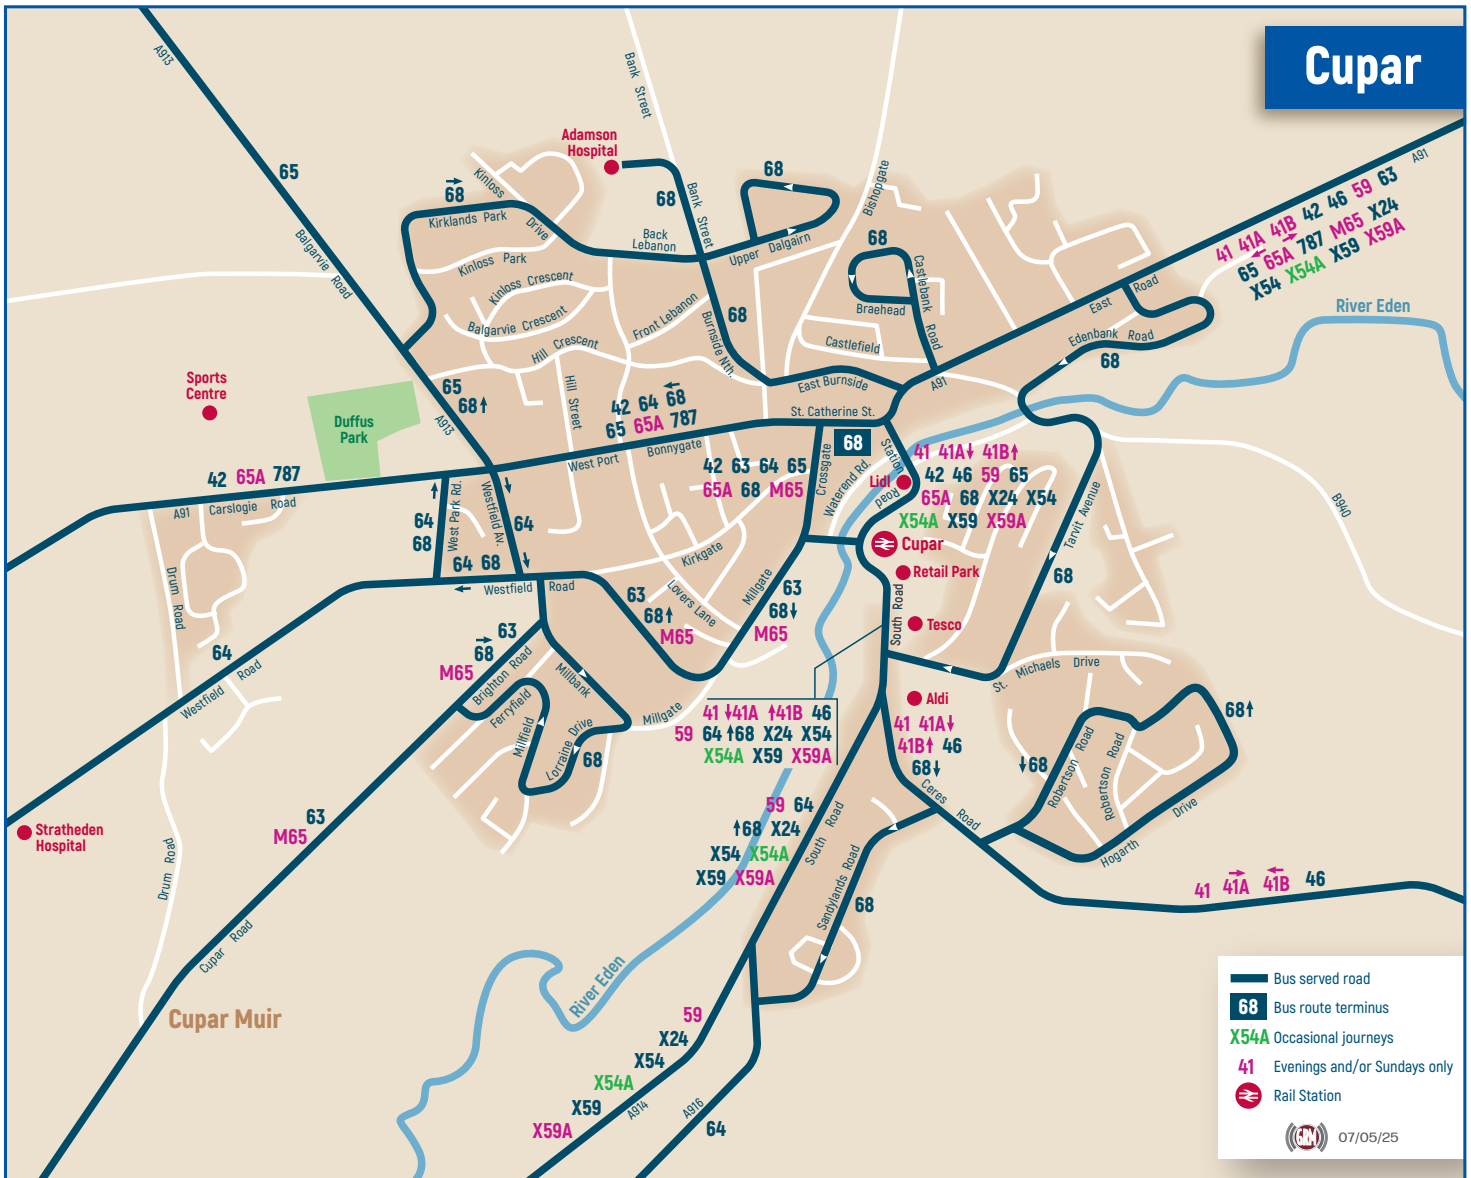 Cupar
A913
Bank Street
Adamson
Hospital
65
68
Kinloss
Drive
Kirklands Park
68
Bank Street
68
Bishopgate
A91
Back
Lebanon
Upper Dalgairn
68
Castlebank Road
Braehead
41 41A 41B 42 46 59 63
65 65A 787 M65 X24
X54 X54A X59 X59A
Balgarvie Road
Kinloss Park
Kinloss Crescent
Balgarvie Crescent
Front Lebanon
Hill Crescent
Burnside Nth.
68
Castlefield
East Road
Edenbank Road
68
River Eden
Sports
Centre
Duffus
Park
65
68
A913
Hill Street
42 64 68
65 65A 787
West Port
Bonnygate
East Burnside
St. Catherine St.
A91
68
Station Road
Crossgate
Waterend Rd.
42 63 64 65
65A 68 M65
41 41A 41B
42 46 59 65
65A 68 X24 X54
X54A X59 X59A
Lidl
Cupar
Retail Park
Tesco
South Road
42 65A 787
A91 Carslogie Road
64
68
West Park Rd.
Westfield Av.
64
64 68
Westfield Road
Kirkgate
Lovers Lane
Millgate
63
68
M65
63
68
M65
Tarvit Avenue
68
B940
Drum Road
64
Westfield Road
63
68
M65
Brighton Road
Ferryfield
Millbank
Millfield
Lorraine Drive
68
Millgate
41 41A 41B 46
59 64 68 X24 X54
X54A X59 X59A
Aldi
41 41A
41B 46
68
Ceres Road
St. Michaels Drive
68
Robertson Road
Robertson Road
68
Hogarth Drive
Stratheden
Hospital
63
M65
Drum Road
59 64
68 X24
X54 X54A
X59 X59A
South Road
Sandylands Road
68
41 41A 41B 46
Cupar Road
Cupar Muir
River Eden
59
X24
X54
X54A
X59
X59A
A914
A916
64
Bus served road
68 Bus route terminus
X54A Occasional journeys
41 Evenings and/or Sundays only
Rail Station
GRM 07/05/25